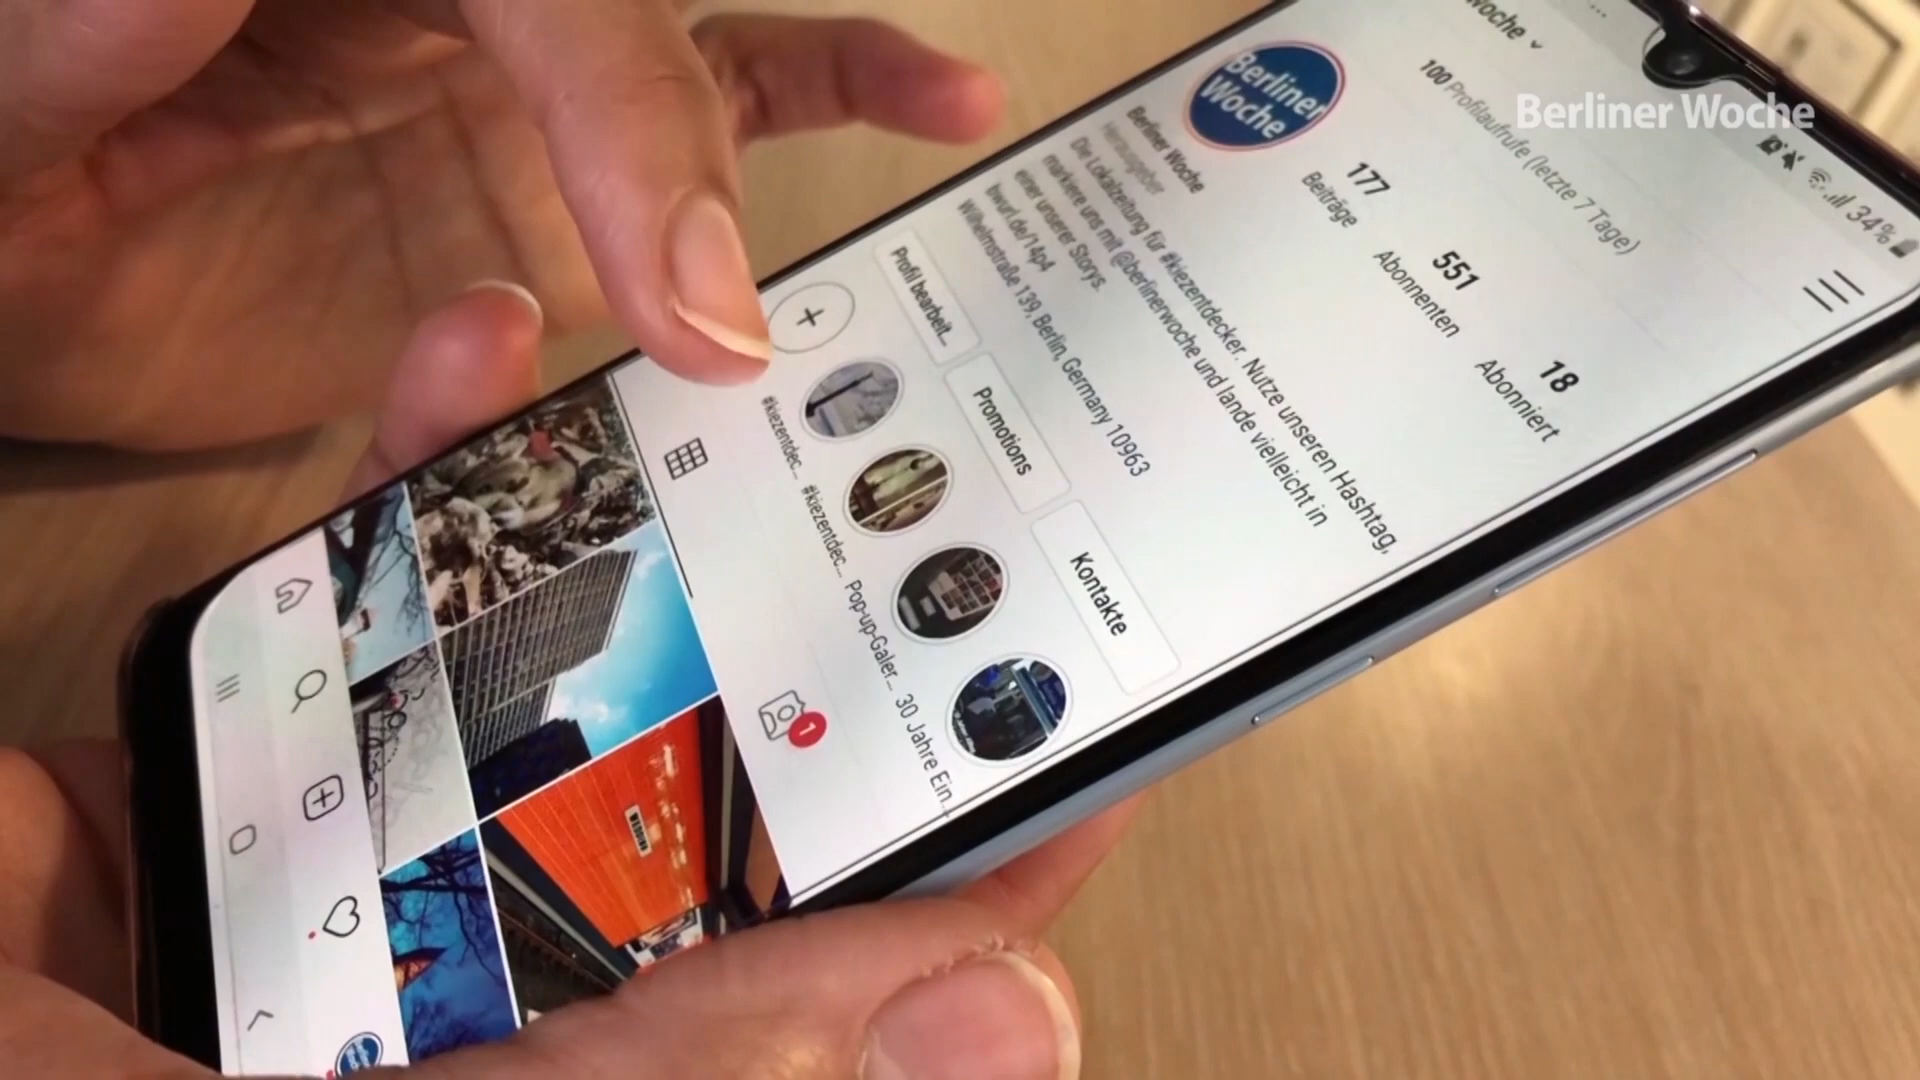 Berliner Woche
woche
34%
100 Profilaufrufe (letzte 7 Tage)
Berliner
Woche
177
Beiträge
551
Abonnenten
18
Abonniert
Berliner Woche
Herausgeber
Die Lokalzeitung für #kiezentdecker. Nutze unseren Hashtag,
markiere uns mit @berlinerwoche und lande vielleicht in
einer unserer Storys.
bwurl.de/14p4
Wilhelmstraße 139, Berlin, Germany 10963
Profil bearbeit...
Promotions
Kontakte
#kiezentdec...
#kiezentdec...
Pop-up-Galer...
30 Jahre Ein...
1